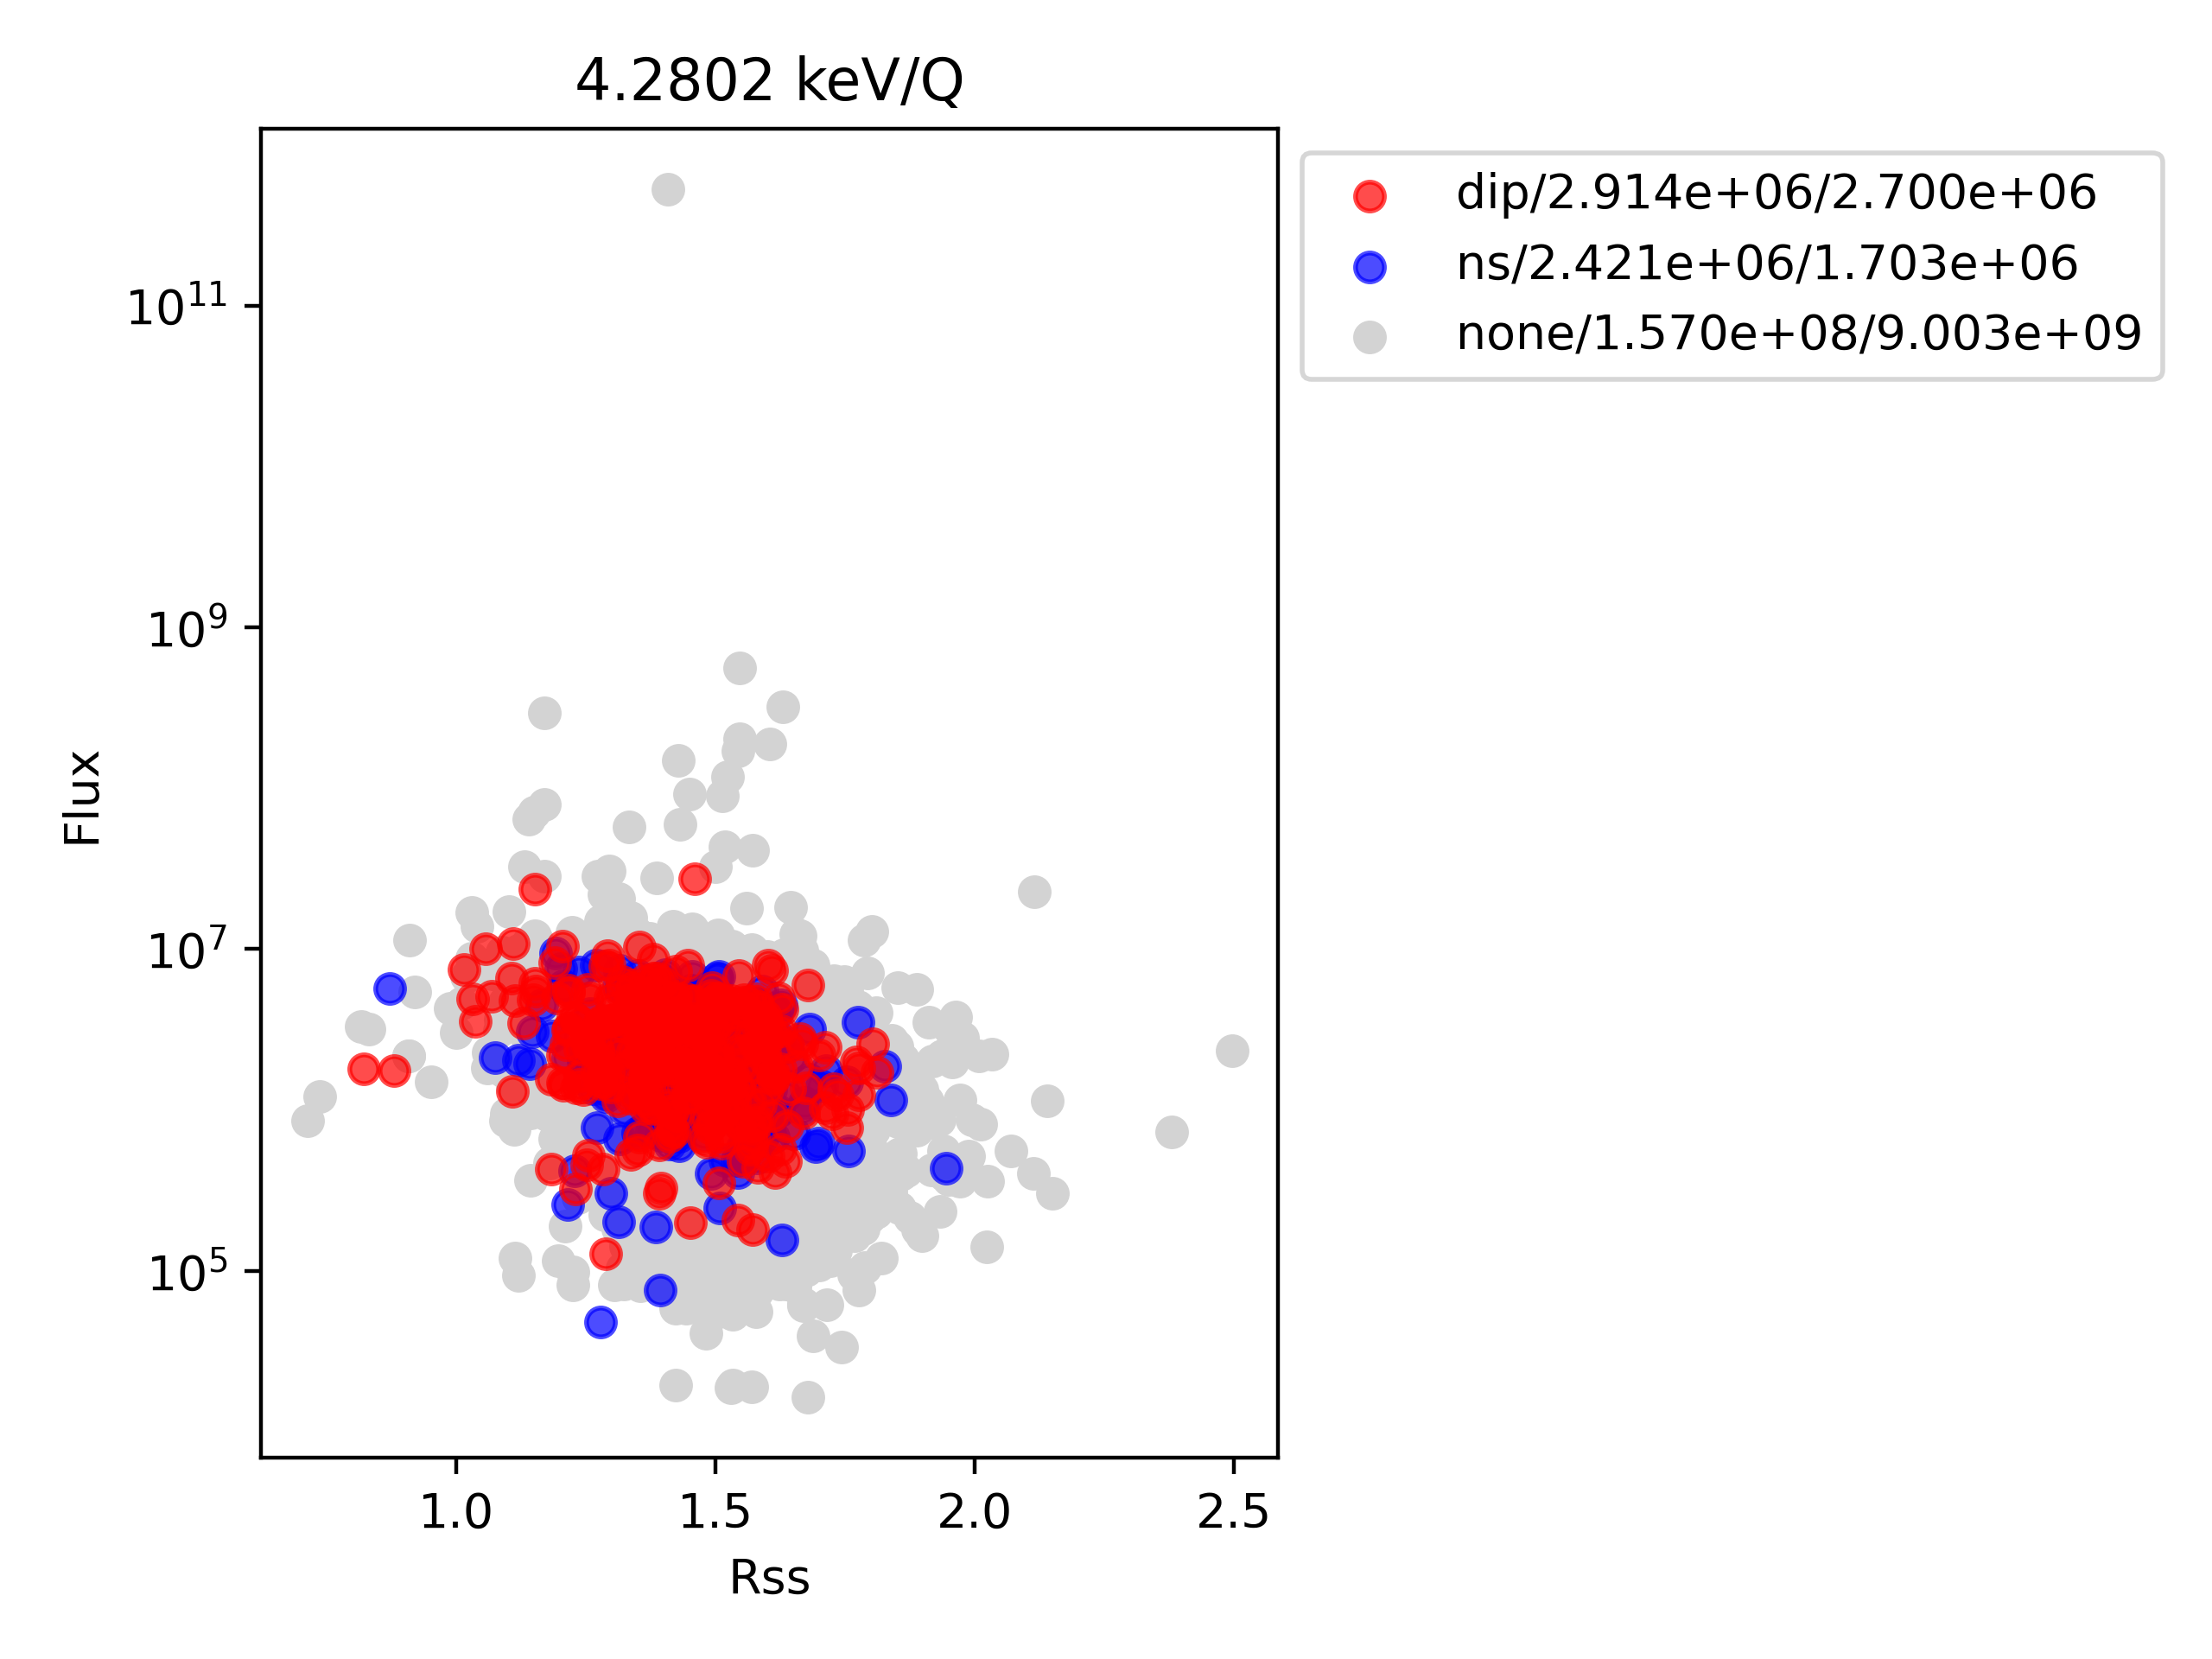 4.2802 keV/Q
dip/2.914e+06/2.700e+06
ns/2.421e+06/1.703e+06
none/1.570e+08/9.003e+09
Flux
10¹¹
10⁹
10⁷
10⁵
1.0 1.5 2.0 2.5
Rss